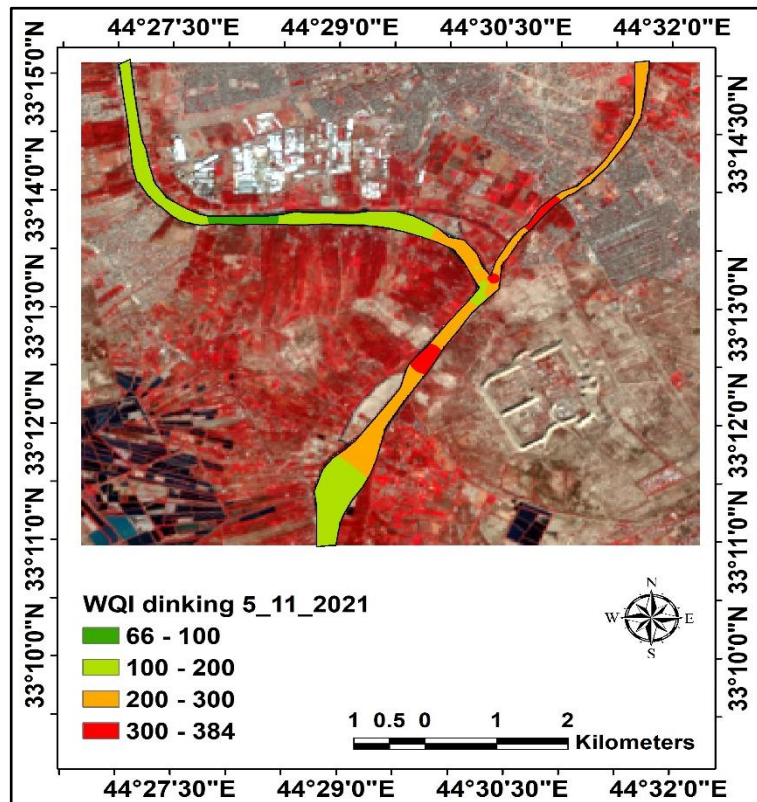 44°27'30"E 44°29'0"E 44°30'30"E 44°32'0"E
33°15'0"N
33°14'0"N
33°13'0"N
33°12'0"N
33°11'0"N
33°10'0"N
33°14'30"N
33°13'0"N
33°12'0"N
33°11'0"N
33°10'0"N
WQI dinking 5_11_2021
66 - 100
100 - 200
200 - 300
300 - 384
N
W E
S
1 0.5 0 1 2
Kilometers
44°27'30"E 44°29'0"E 44°30'30"E 44°32'0"E